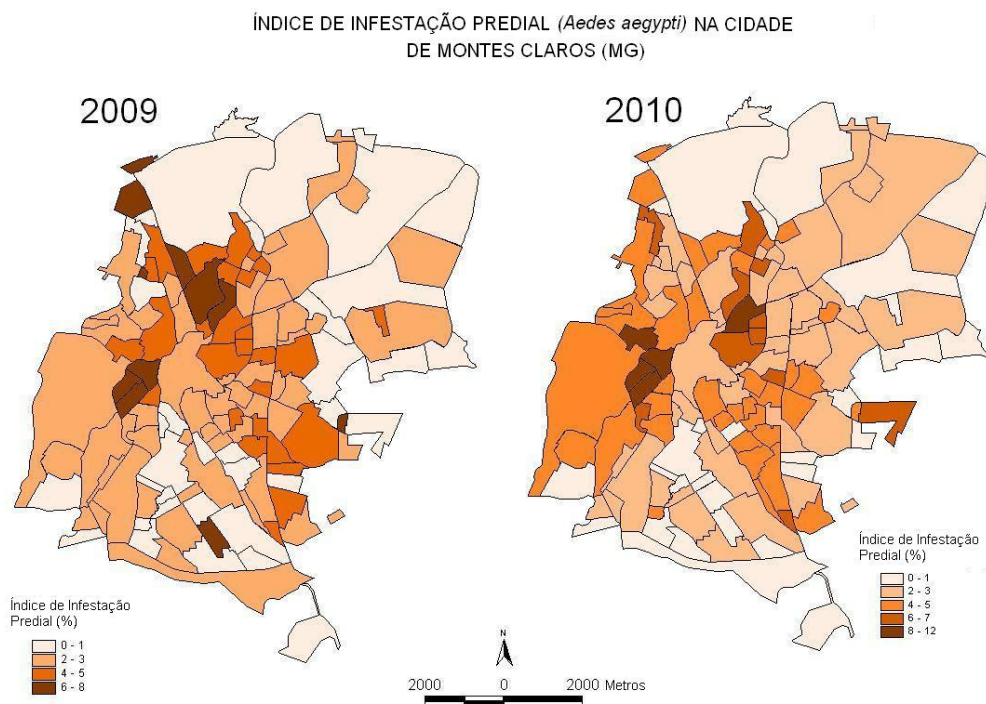 ÍNDICE DE INFESTAÇÃO PREDIAL (Aedes aegypti) NA CIDADE
DE MONTES CLAROS (MG)
2009
2010
Índice de Infestação
Predial (%)
0 - 1
2 - 3
4 - 5
6 - 8
Índice de Infestação
Predial (%)
0 - 1
2 - 3
4 - 5
6 - 7
8 - 12
N
2000 0 2000 Metros